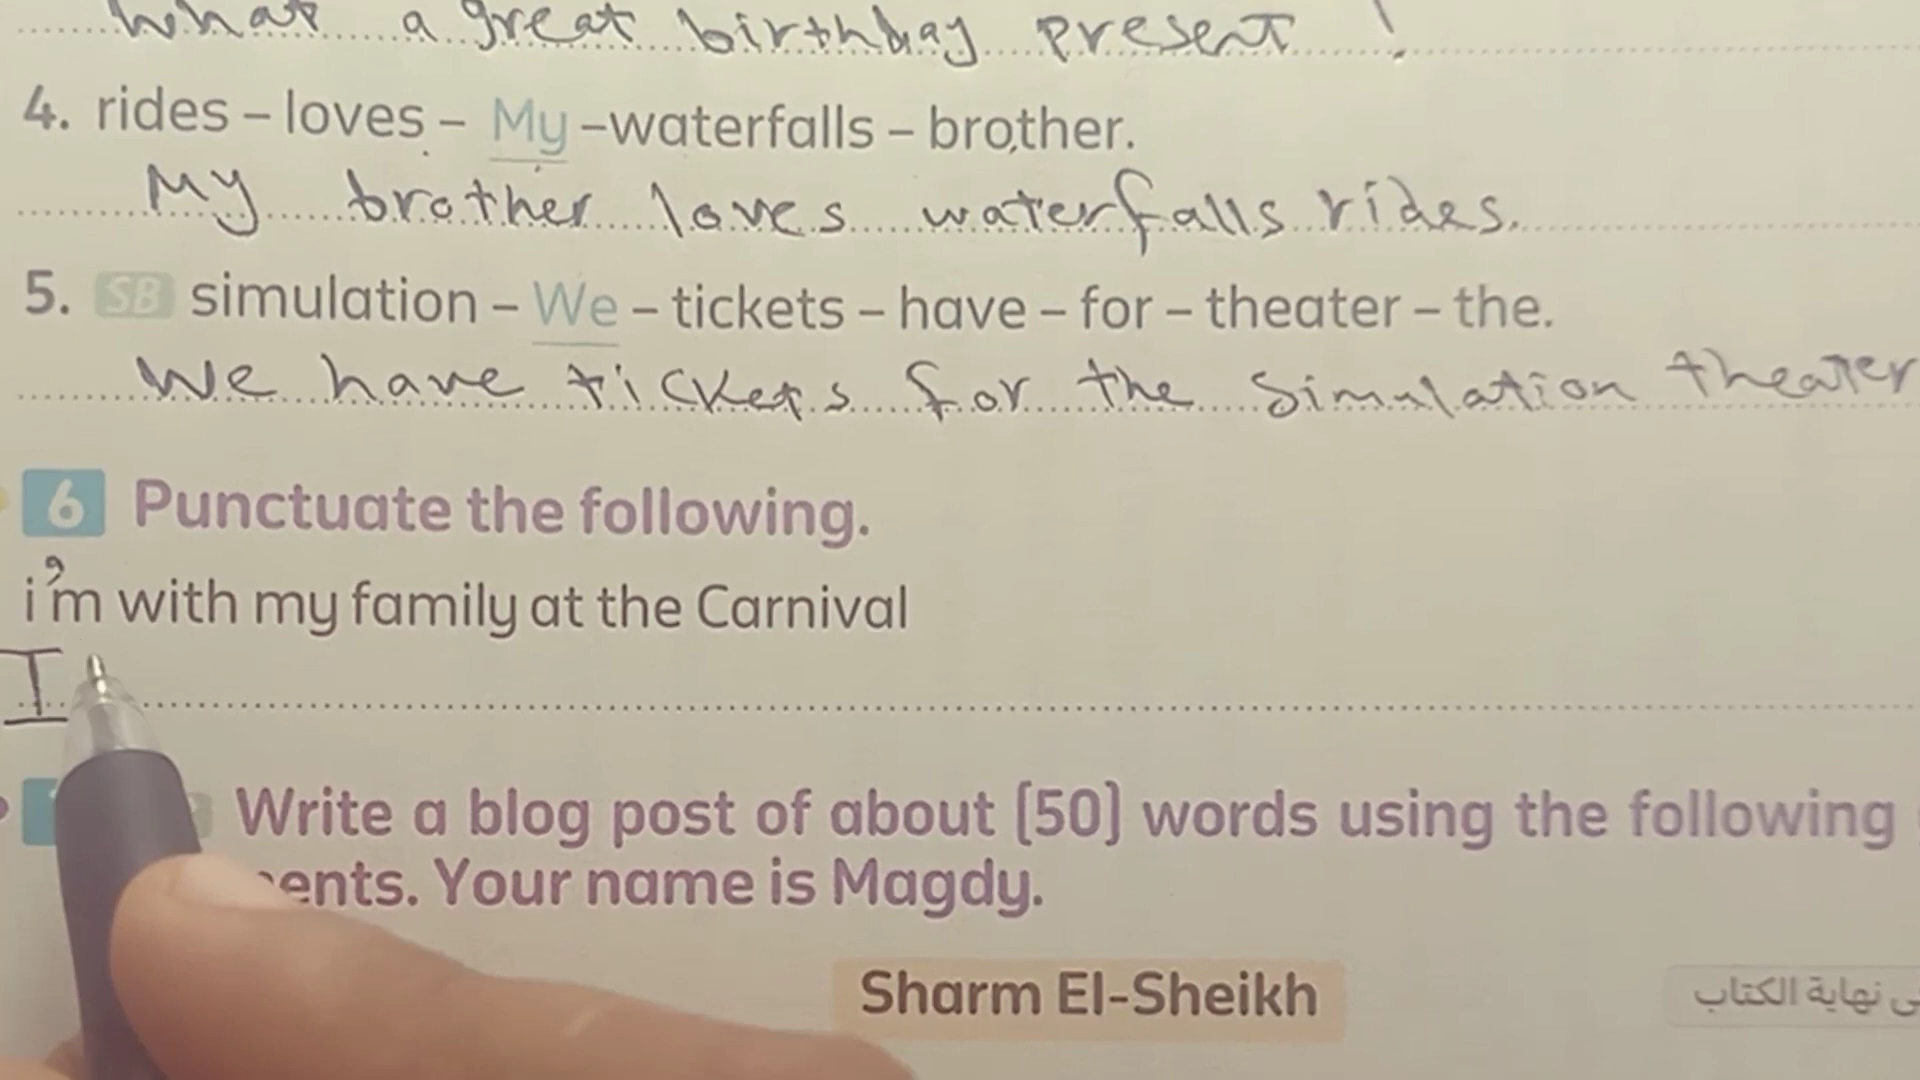 What a great birthday present !
4. rides – loves – My –waterfalls – brother.
My brother loves waterfalls rides.
5. SB simulation – We – tickets – have – for – theater – the.
We have tickets for the simulation theater
6 Punctuate the following.
i'm with my family at the Carnival
I
Write a blog post of about [50] words using the following
Your name is Magdy.
Sharm El-Sheikh
نهاية الكتاب